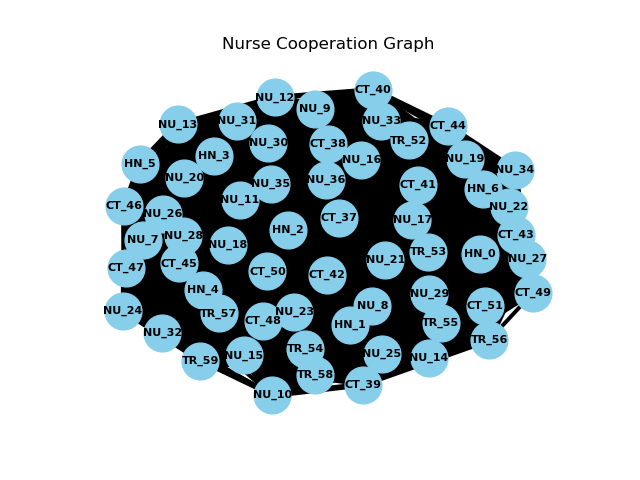 Nurse Cooperation Graph
CT_40
NU_12
NU_9
NU_31
NU_33
NU_13
CT_44
TR_52
NU_30
CT_38
HN_3
NU_16
NU_19
HN_5
NU_34
NU_20
NU_36
NU_35
CT_41
HN_6
NU_11
CT_46
NU_22
NU_26
CT_37
NU_17
HN_2
CT_43
NU_28
NU_7
NU_18
TR_53
HN_0
NU_27
NU_21
CT_45
CT_47
CT_50
CT_42
HN_4
CT_49
NU_29
NU_8
CT_51
NU_24
NU_23
TR_57
CT_48
HN_1
TR_55
NU_32
TR_56
TR_54
NU_15
NU_25
NU_14
TR_59
TR_58
CT_39
NU_10